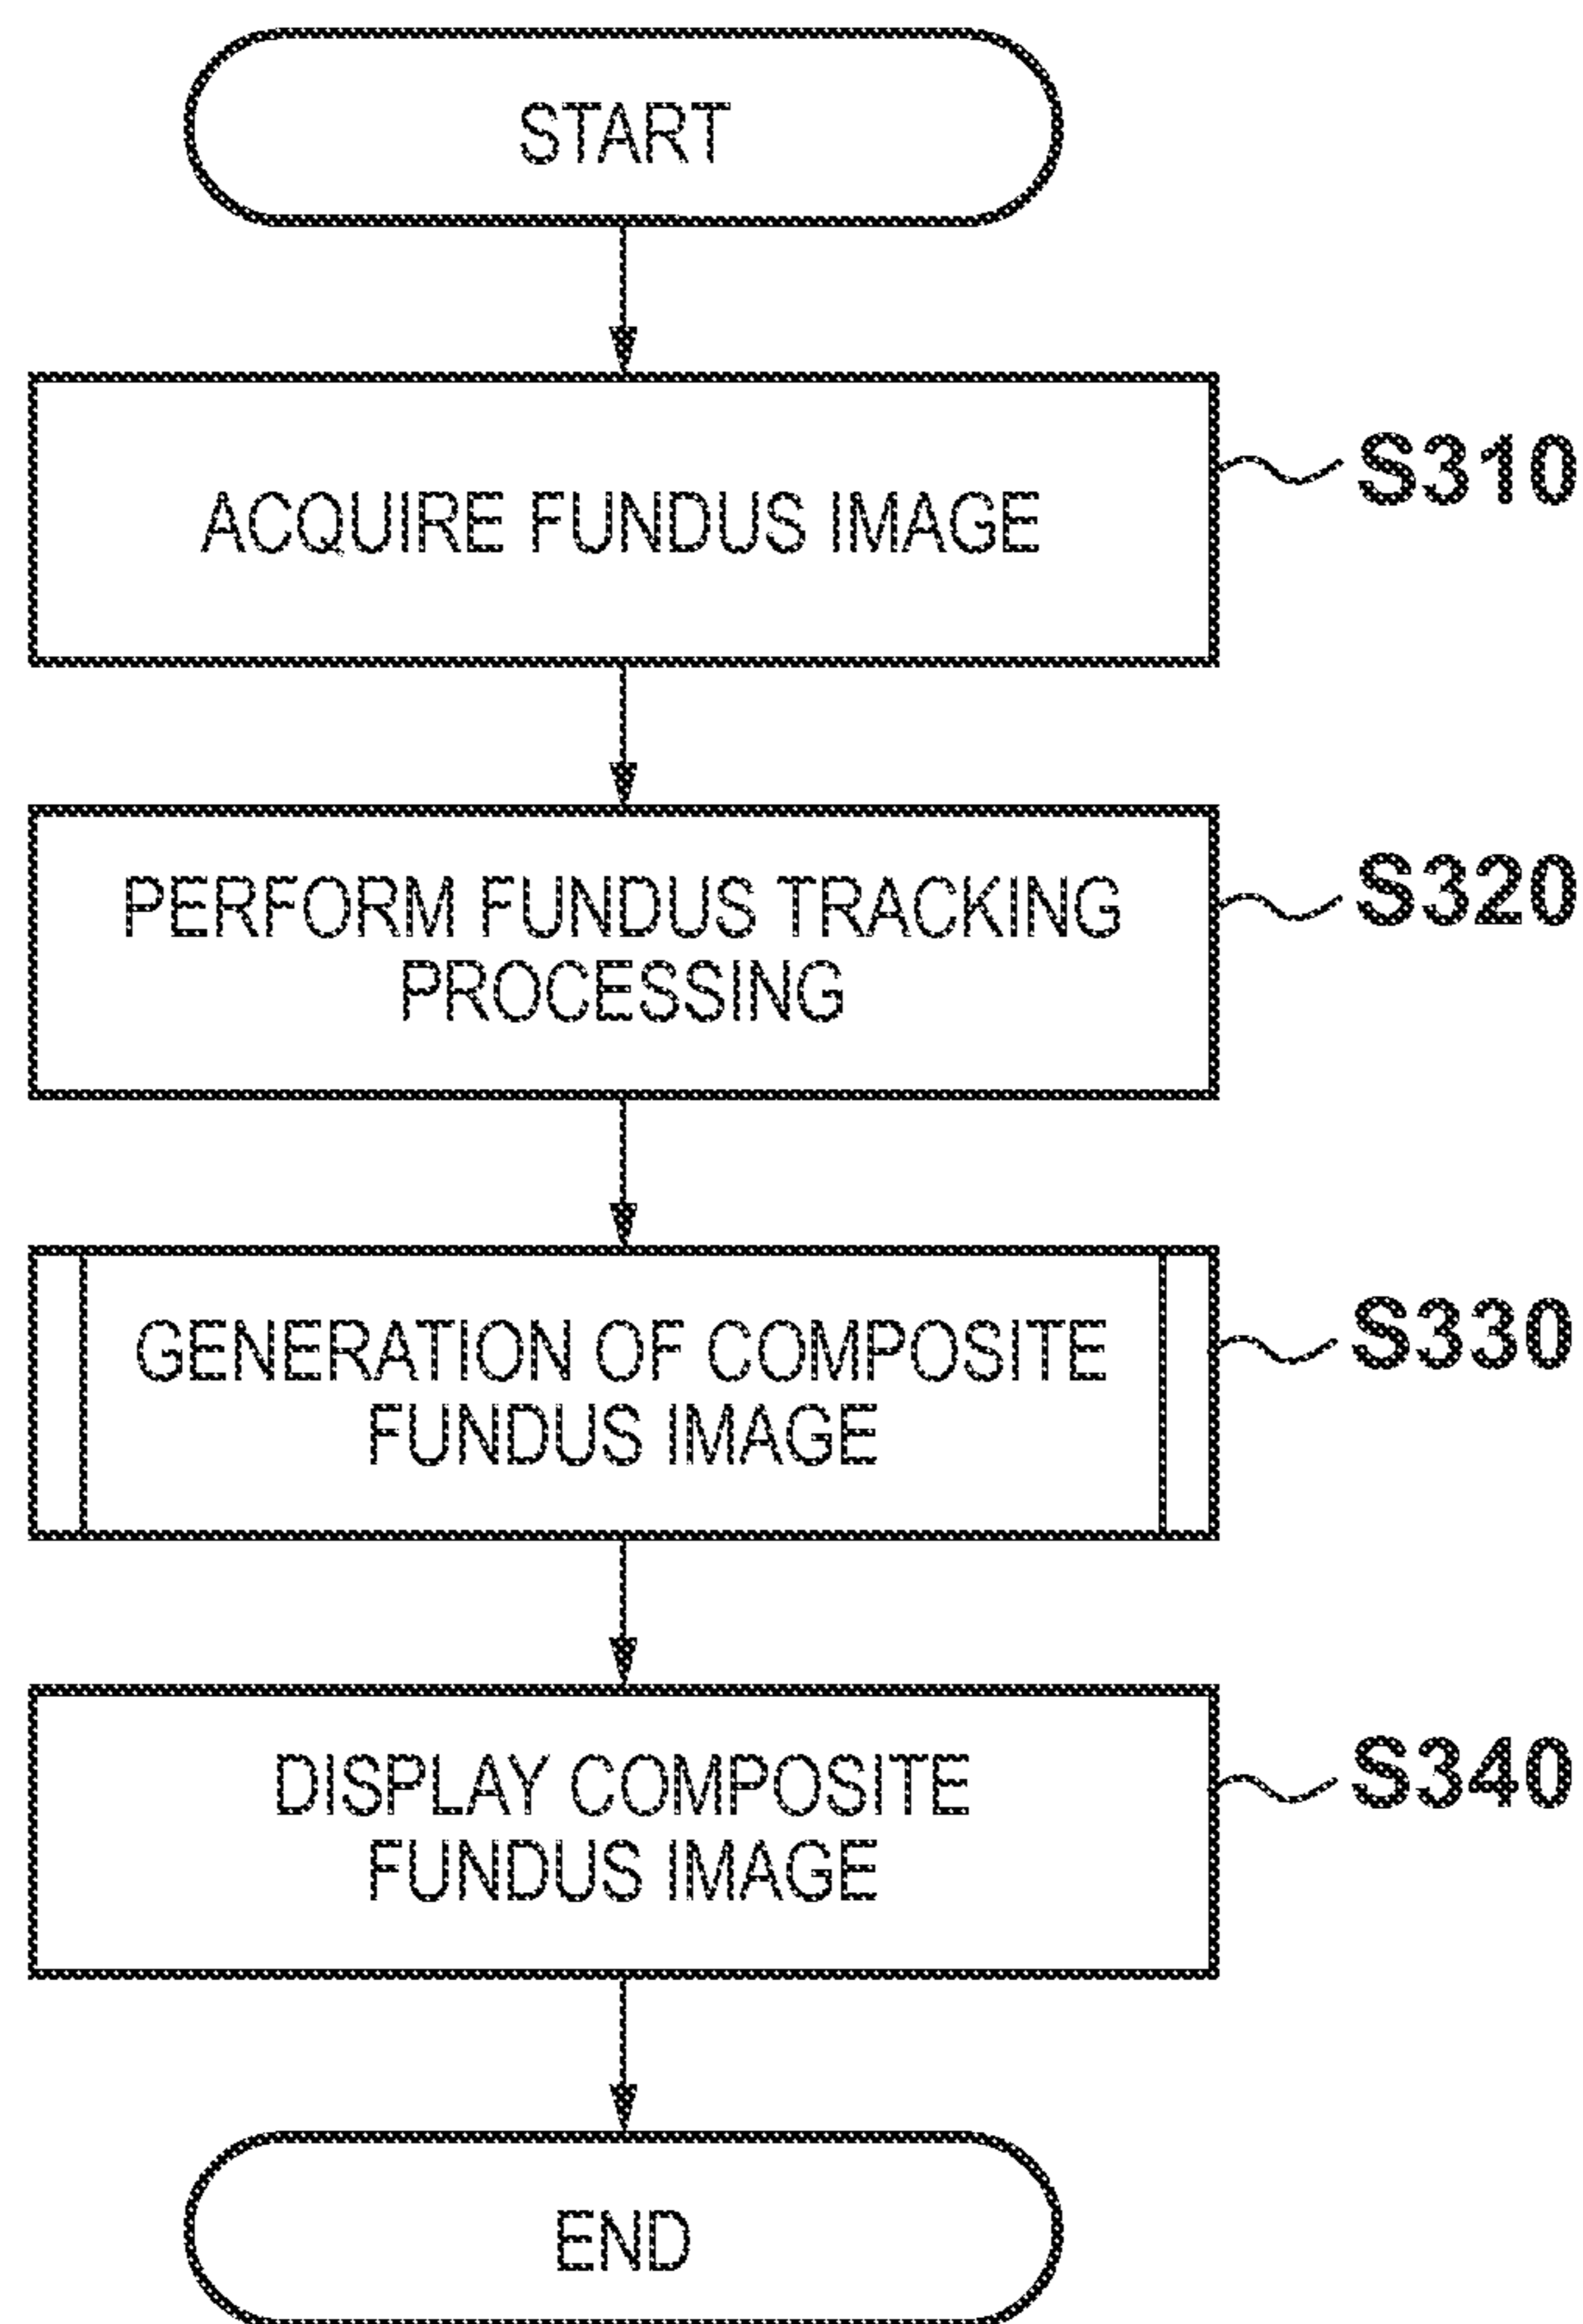 START
ACQUIRE FUNDUS IMAGE
S310
PERFORM FUNDUS TRACKING
PROCESSING
S320
GENERATION OF COMPOSITE
FUNDUS IMAGE
S330
DISPLAY COMPOSITE
FUNDUS IMAGE
S340
END